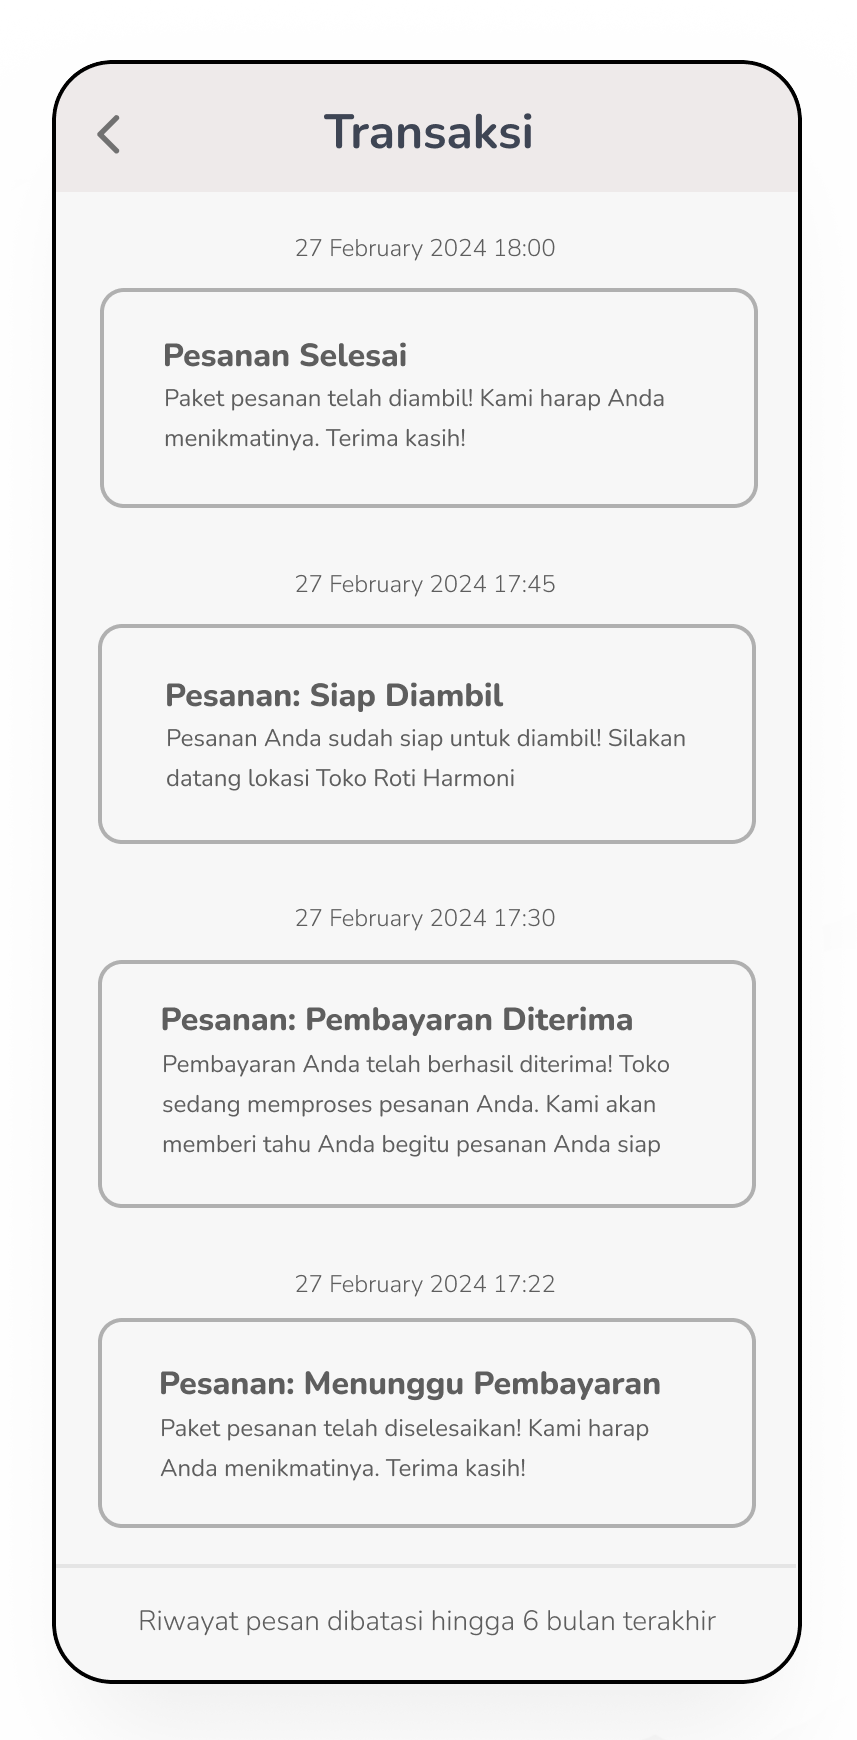 Transaksi
27 February 2024 18:00
Pesanan Selesai
Paket pesanan telah diambil! Kami harap Anda
menikmatinya. Terima kasih!
27 February 2024 17:45
Pesanan: Siap Diambil
Pesanan Anda sudah siap untuk diambil! Silakan
datang lokasi Toko Roti Harmoni
27 February 2024 17:30
Pesanan: Pembayaran Diterima
Pembayaran Anda telah berhasil diterima! Toko
sedang memproses pesanan Anda. Kami akan
memberi tahu Anda begitu pesanan Anda siap
27 February 2024 17:22
Pesanan: Menunggu Pembayaran
Paket pesanan telah diselesaikan! Kami harap
Anda menikmatinya. Terima kasih!
Riwayat pesan dibatasi hingga 6 bulan terakhir